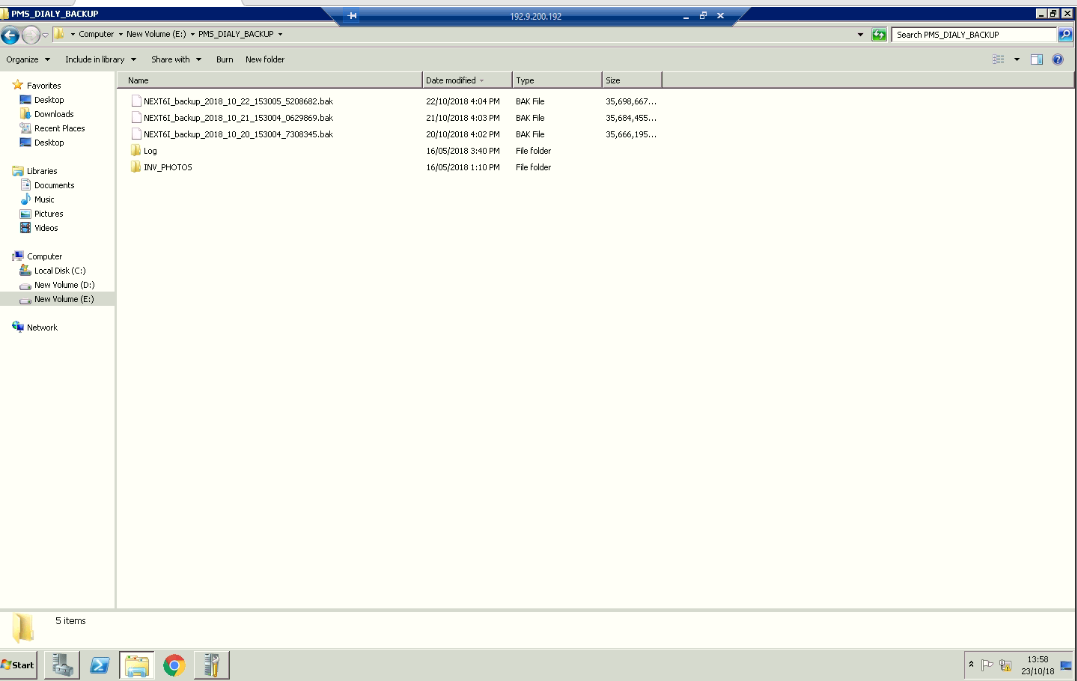 PMS_DIALY_BACKUP
192.9.200.192
Computer New Volume (E:) PMS_DIALY_BACKUP
Search PMS_DIALY_BACKUP
Organize Include in library Share with Burn New folder
Name Date modified Type Size
Favorites
Desktop
Downloads
Recent Places
Desktop
Libraries
Documents
Music
Pictures
Videos
Computer
Local Disk (C:)
New Volume (D:)
New Volume (E:)
Network
NEXT6I_backup_2018_10_22_153005_5208682.bak 22/10/2018 4:04 PM BAK File 35,698,667...
NEXT6I_backup_2018_10_21_153004_0629869.bak 21/10/2018 4:03 PM BAK File 35,684,455...
NEXT6I_backup_2018_10_20_153004_7308345.bak 20/10/2018 4:02 PM BAK File 35,666,195...
Log 16/05/2018 3:40 PM File folder
INV_PHOTOS 16/05/2018 1:10 PM File folder
5 items
Start
13:58
23/10/18